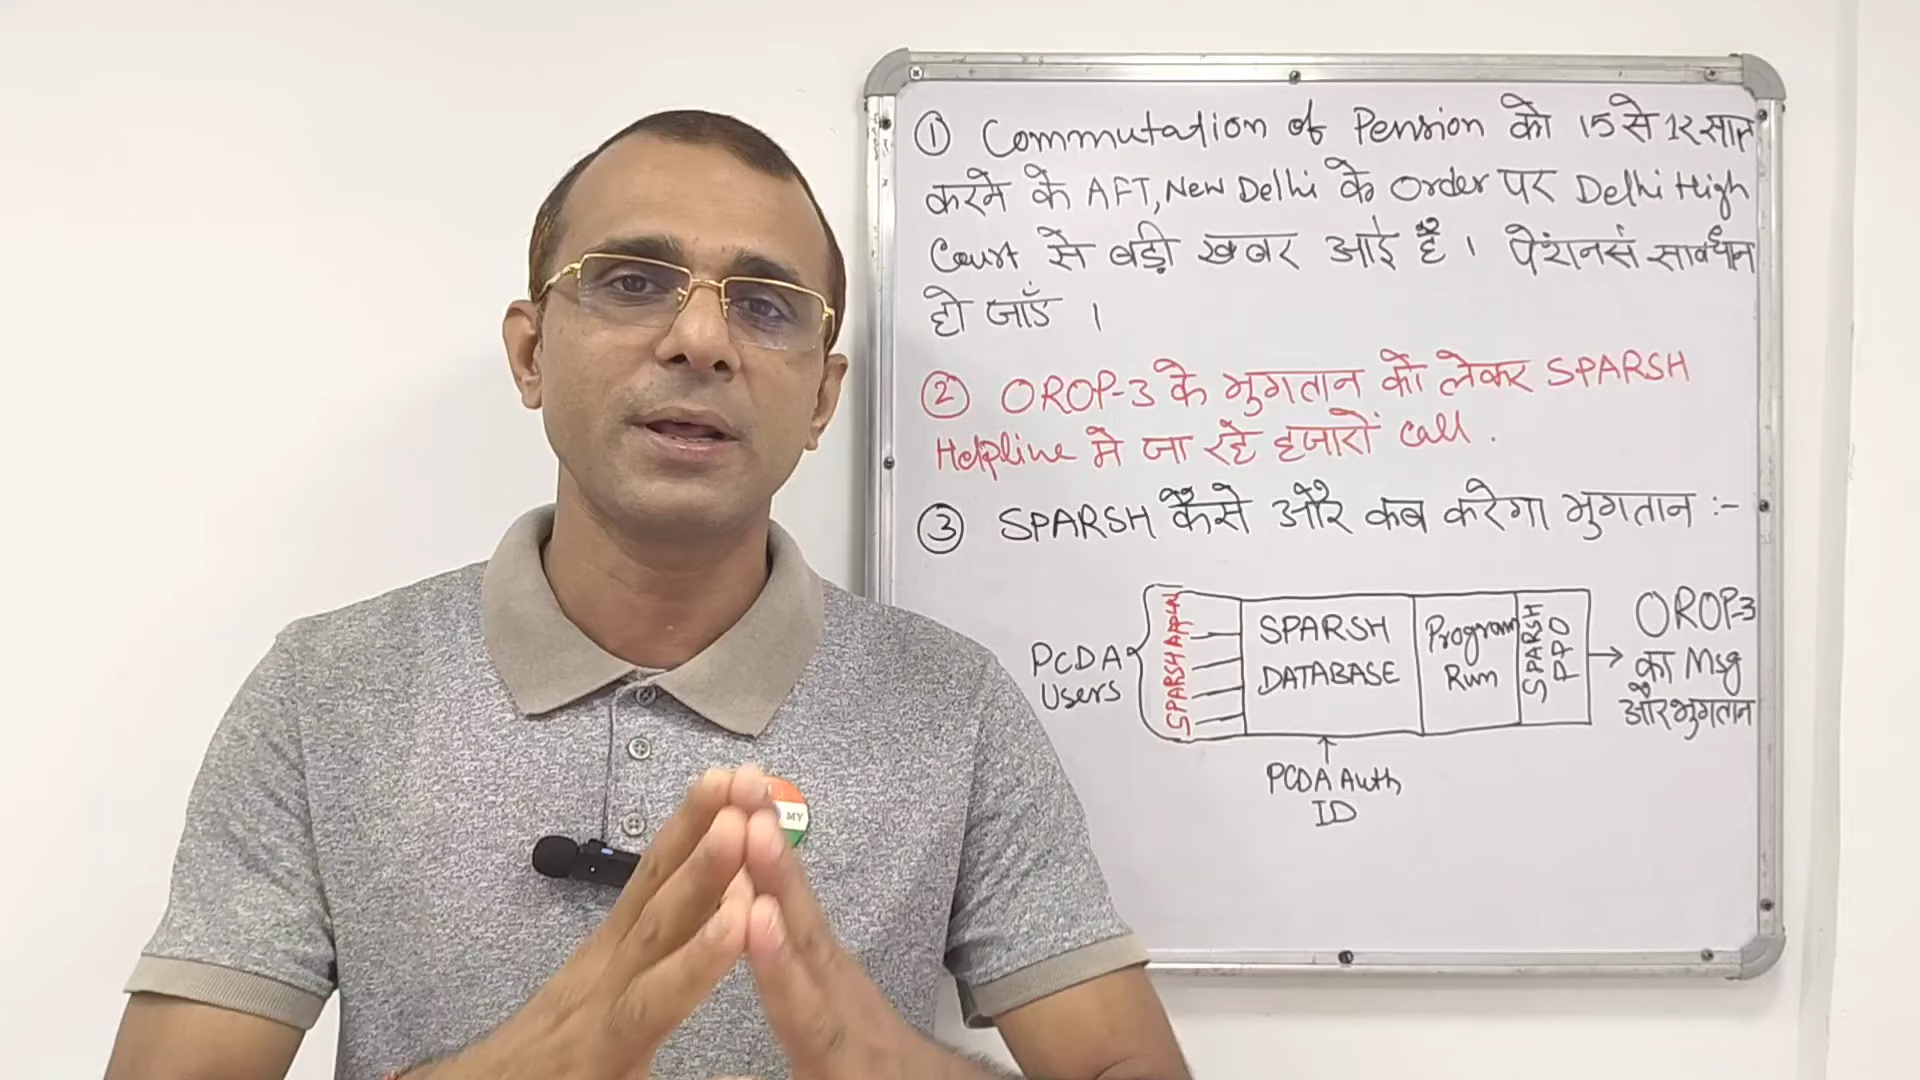 ① Commutation of Pension को 15 से 12 साल
करने के AFT, New Delhi के Order पर Delhi High
Court से बड़ी खबर आई है । पेंशनर्स सावधान
हो जाँए ।
② OROP-3 के भुगतान को लेकर SPARSH
Helpline में जा रहे हजारों call .
③ SPARSH कैसे और कब करेगा भुगतान :-
PCDA
Users
SPARSH APPLN
SPARSH
DATABASE
Program
Run
SPARSH
PPO
OROP-3
का Msg
और भुगतान
PCDA Auth
ID
MY